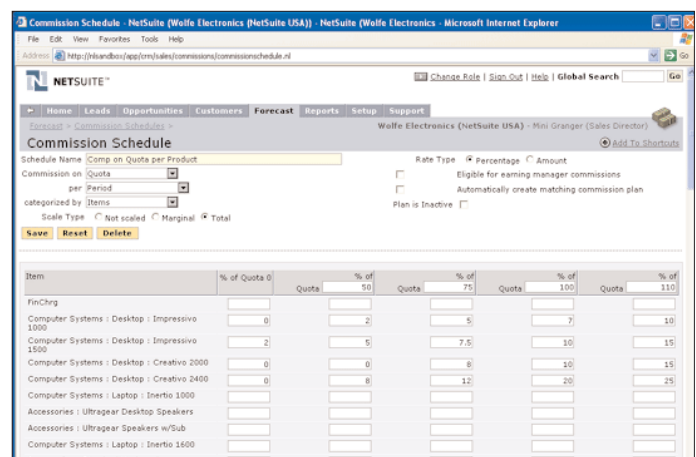 Commission Schedule - NetSuite (Wolfe Electronics (NetSuite USA)) - NetSuite (Wolfe Electronics - Microsoft Internet Explorer
File Edit View Favorites Tools Help
Address http://nlsandbox/app/crm/sales/commissions/commissionschedule.nl Go
N NETSUITE™ Change Role | Sign Out | Help | Global Search Go
Home Leads Opportunities Customers Forecast Reports Setup Support
Forecast > Commission Schedules > Wolfe Electronics (NetSuite USA) - Mini Granger (Sales Director)
Commission Schedule Add To Shortcuts
Schedule Name Comp on Quota per Product Rate Type Percentage Amount
Commission on Quota Eligible for earning manager commissions
per Period Automatically create matching commission plan
categorized by Items Plan is Inactive
Scale Type Not scaled Marginal Total
Save Reset Delete
Item % of Quota 0 % of Quota 50 % of Quota 75 % of Quota 100 % of Quota 110
FinChrg
Computer Systems : Desktop : Impressivo 1000 0 2 5 7 10
Computer Systems : Desktop : Impressivo 1500 2 5 7.5 10 15
Computer Systems : Desktop : Creativo 2000 0 0 8 10 15
Computer Systems : Desktop : Creativo 2400 0 8 12 20 25
Computer Systems : Laptop : Inertio 1000
Accessories : Ultragear Desktop Speakers
Accessories : Ultragear Speakers w/Sub
Computer Systems : Laptop : Inertio 1600